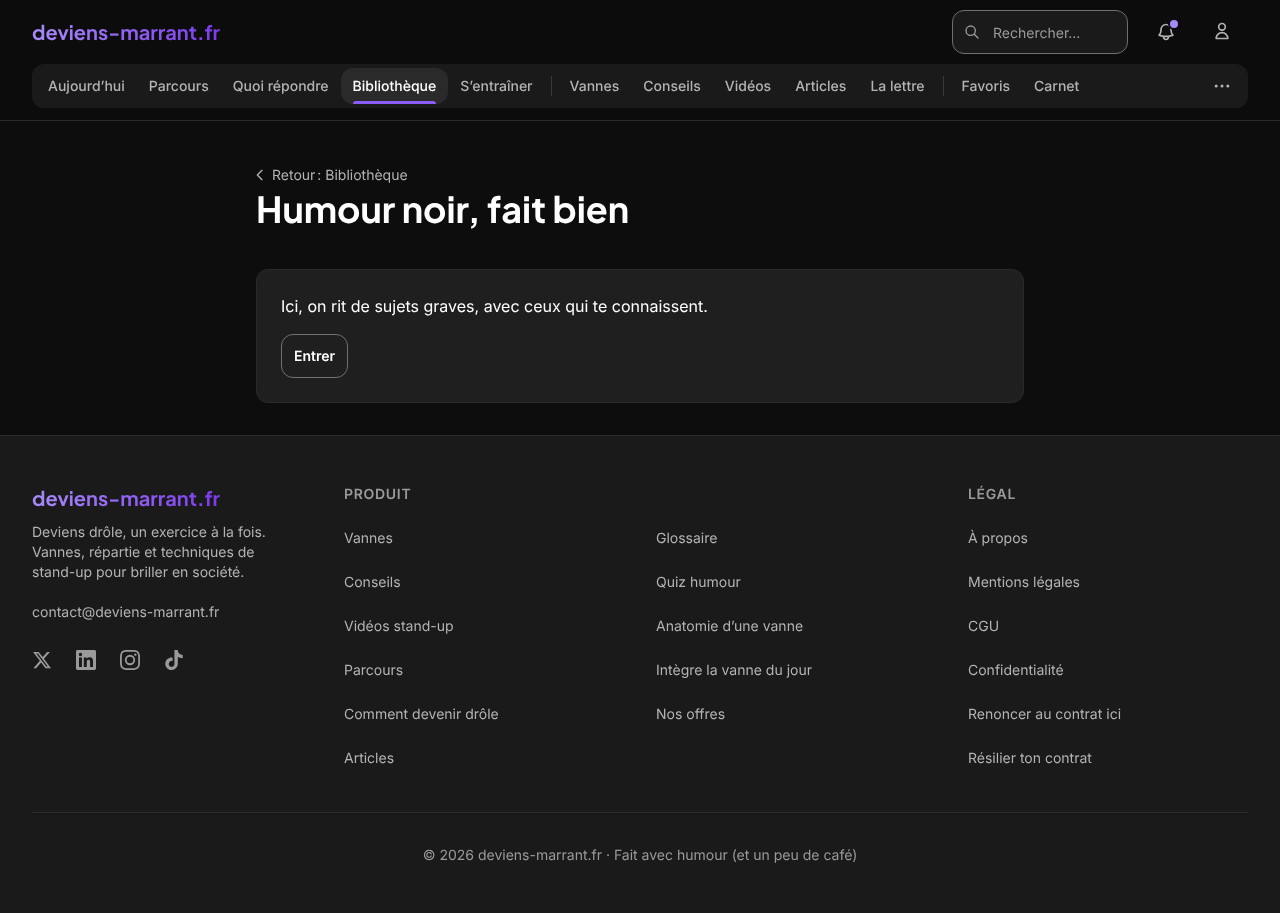 deviens-marrant.fr
Rechercher...
Aujourd’hui Parcours Quoi répondre Bibliothèque S’entraîner Vannes Conseils Vidéos Articles La lettre Favoris Carnet
Retour : Bibliothèque
Humour noir, fait bien
Ici, on rit de sujets graves, avec ceux qui te connaissent.
Entrer
deviens-marrant.fr
Deviens drôle, un exercice à la fois.
Vannes, répartie et techniques de
stand-up pour briller en société.
contact@deviens-marrant.fr
PRODUIT
Vannes
Conseils
Vidéos stand-up
Parcours
Comment devenir drôle
Articles
Glossaire
Quiz humour
Anatomie d’une vanne
Intègre la vanne du jour
Nos offres
LÉGAL
À propos
Mentions légales
CGU
Confidentialité
Renoncer au contrat ici
Résilier ton contrat
© 2026 deviens-marrant.fr · Fait avec humour (et un peu de café)